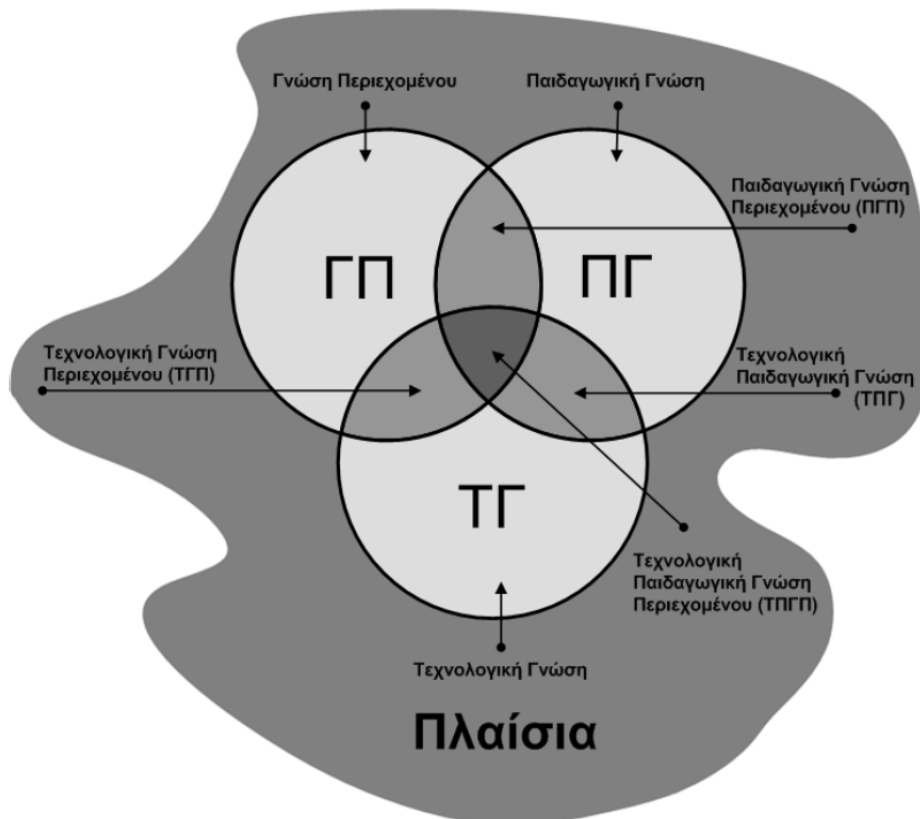 Γνώση Περιεχομένου
Παιδαγωγική Γνώση
Παιδαγωγική Γνώση
Περιεχομένου (ΠΓΠ)
ΓΠ
ΠΓ
Τεχνολογική Γνώση
Περιεχομένου (ΤΓΠ)
Τεχνολογική
Παιδαγωγική Γνώση
(ΤΠΓ)
ΤΓ
Τεχνολογική
Παιδαγωγική Γνώση
Περιεχομένου (ΤΠΓΠ)
Τεχνολογική Γνώση
Πλαίσια